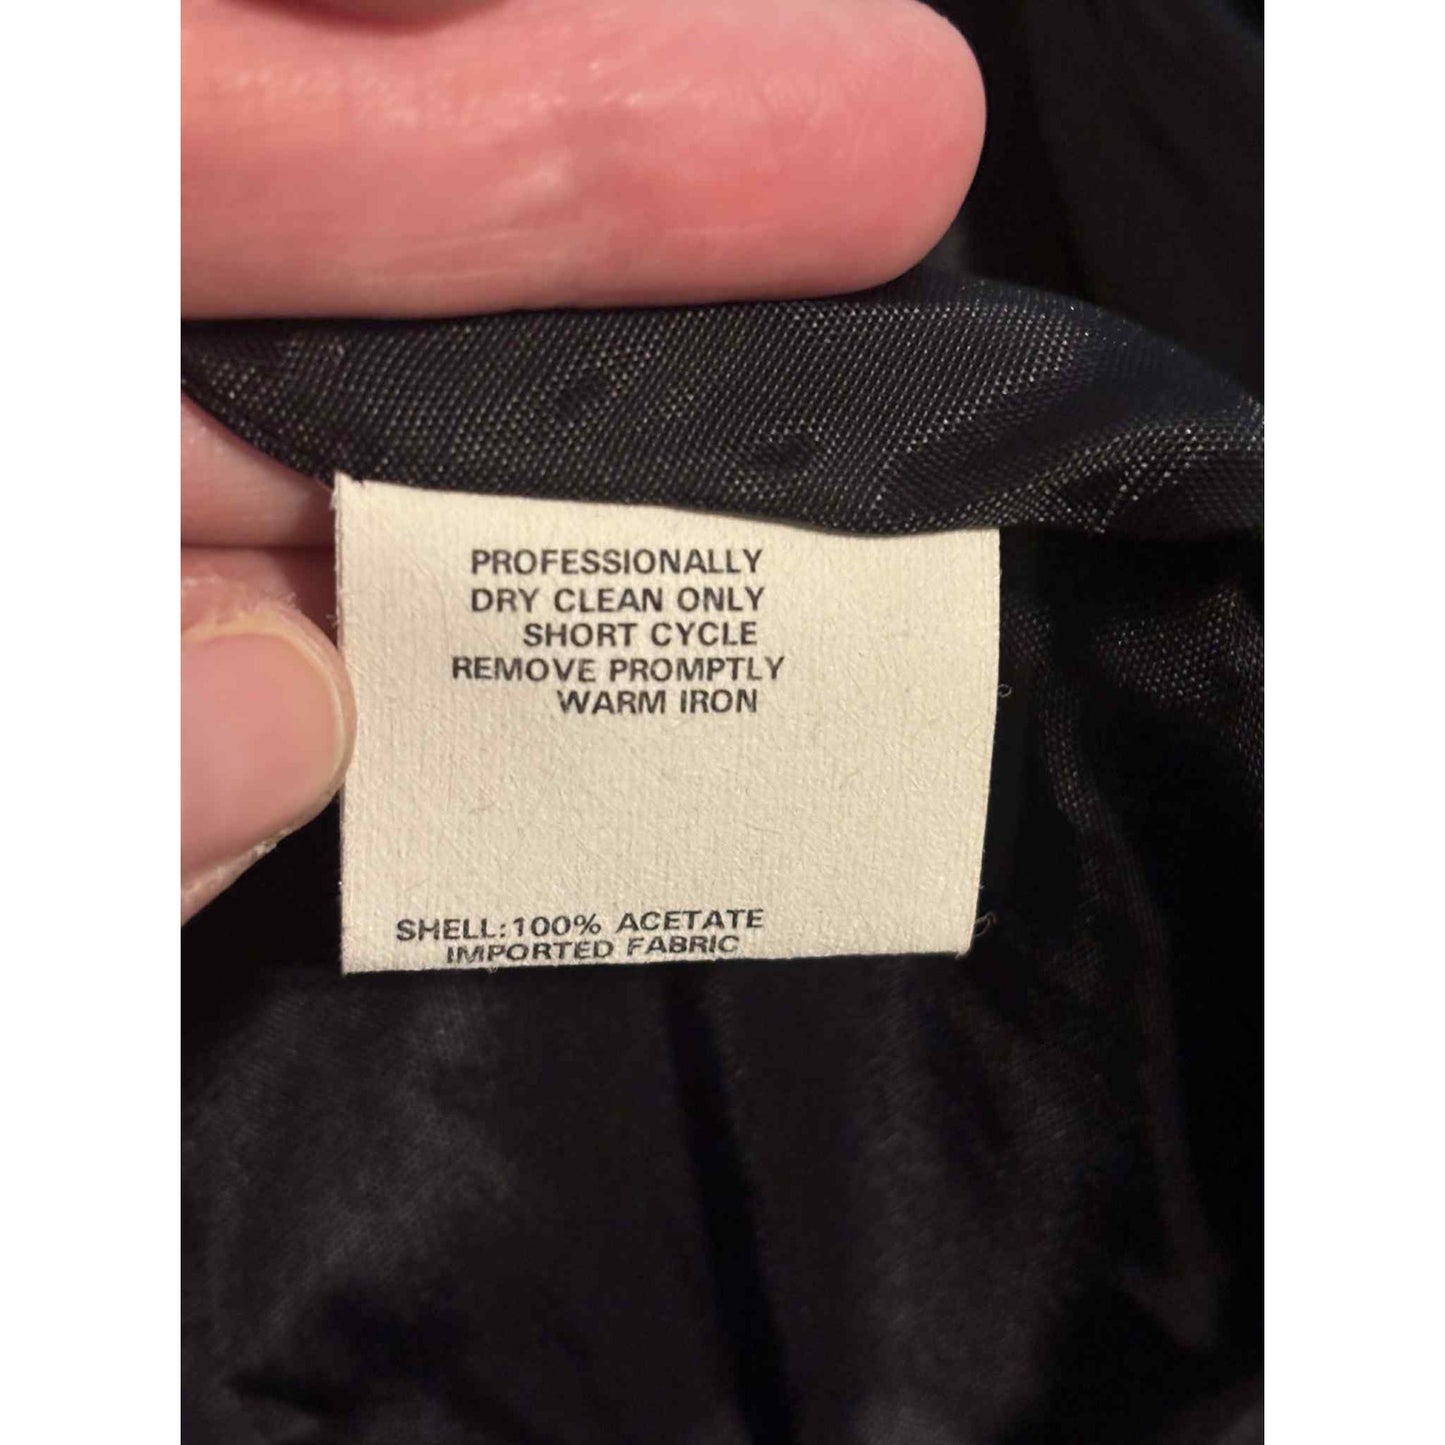 PROFESSIONALLY
DRY CLEAN ONLY
SHORT CYCLE
REMOVE PROMPTLY
WARM IRON
SHELL:100% ACETATE
IMPORTED FABRIC